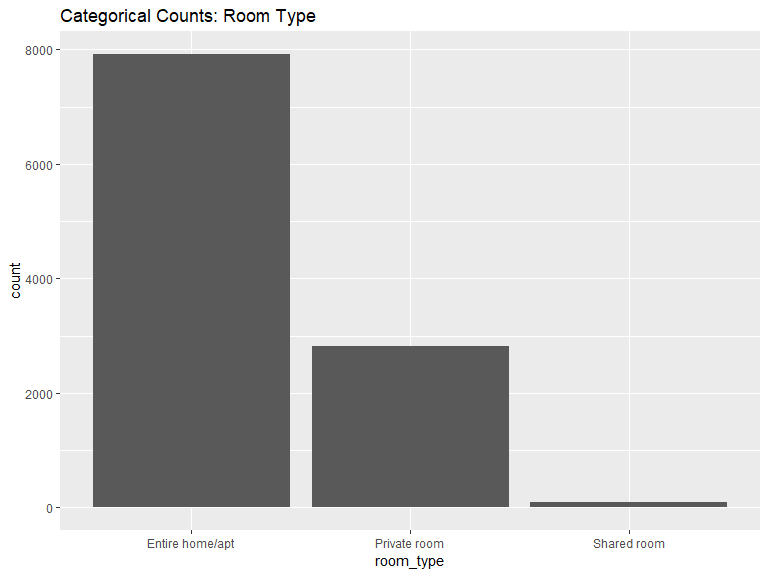 Categorical Counts: Room Type
8000
6000
4000
2000
0
count
Entire home/apt
Private room
Shared room
room_type